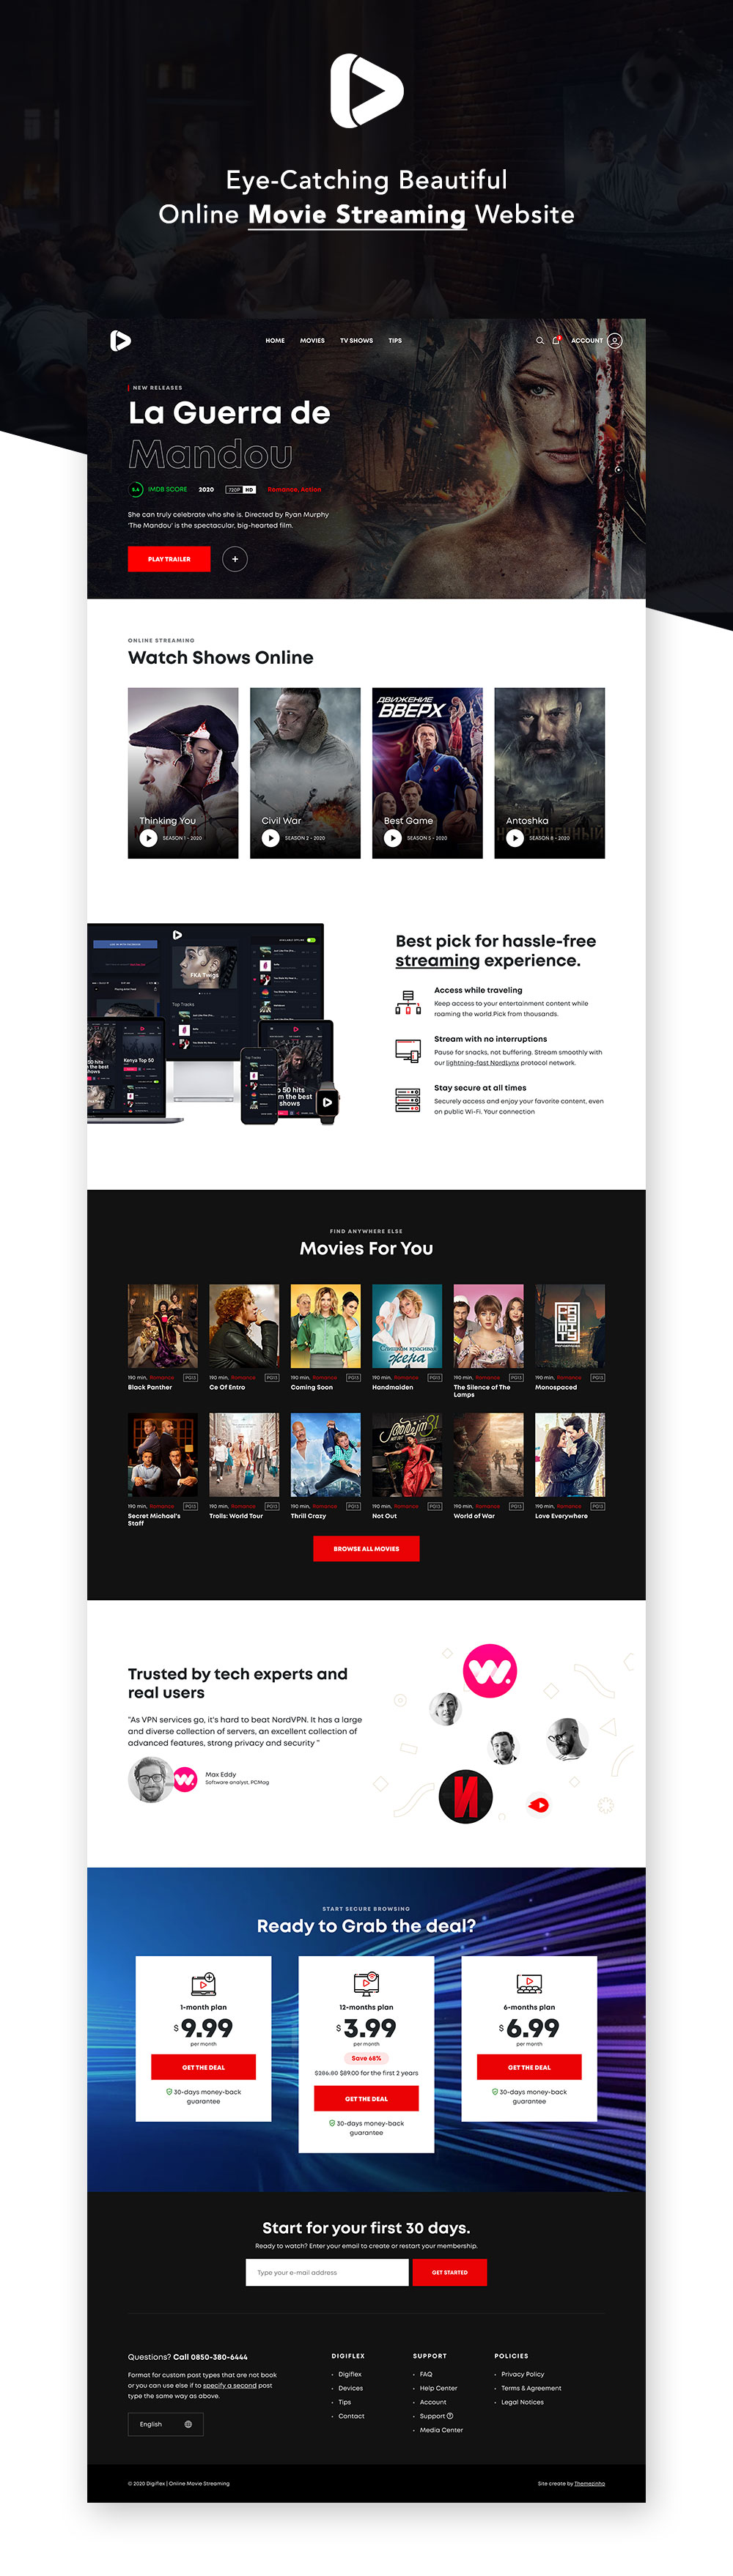 Eye-Catching Beautiful
Online Movie Streaming Website
HOME MOVIES TV SHOWS TIPS ACCOUNT
NEW RELEASES
La Guerra de
Mandou
IMDB SCORE 2020 720P HD Romance, Action
She can truly celebrate who she is. Directed by Ryan Murphy
'The Mandou' is the spectacular, big-hearted film.
PLAY TRAILER +
ONLINE STREAMING
Watch Shows Online
ДВИЖЕНИЕ
ВВЕРХ
Thinking You Civil War Best Game Antoshka
SEASON 1 - 2020 SEASON 2 - 2020 SEASON 5 - 2020 SEASON 8 - 2020
Best pick for hassle-free
streaming experience.
Access while traveling
Keep access to your entertainment content while
roaming the world.Pick from thousands.
Stream with no interruptions
Pause for snacks, not buffering. Stream smoothly with
our lightning-fast NordLynx protocol network.
Stay secure at all times
Securely access and enjoy your favorite content, even
on public Wi-Fi. Your connection
FKA Twigs
Top Tracks
Kenya Top 50
FIND ANYWHERE ELSE
Movies For You
Слишком красивая
жена
190 min, Romance PG13 190 min, Romance PG13 190 min, Romance PG13 190 min, Romance PG13 190 min, Romance PG13 190 min, Romance PG13
Black Panther Ce Of Entro Coming Soon Handmaiden The Silence of The Lamps Monospaced
190 min, Romance PG13 190 min, Romance PG13 190 min, Romance PG13 190 min, Romance PG13 190 min, Romance PG13 190 min, Romance PG13
Secret Michael's Staff Trolls: World Tour Thrill Crazy Not Out World of War Love Everywhere
BROWSE ALL MOVIES
Trusted by tech experts and
real users
"As VPN services go, it's hard to beat NordVPN. It has a large
and diverse collection of servers, an excellent collection of
advanced features, strong privacy and security "
Max Eddy
Software analyst, PCMag
START SECURE BROWSING
Ready to Grab the deal?
1-month plan
$ 9.99
per month
GET THE DEAL
30-days money-back
guarantee
12-months plan
$ 3.99
per month
Save 68%
$286.80 $89.00 for the first 2 years
GET THE DEAL
30-days money-back
guarantee
6-months plan
$ 6.99
per month
GET THE DEAL
30-days money-back
guarantee
Start for your first 30 days.
Ready to watch? Enter your email to create or restart your membership.
Type your e-mail address GET STARTED
Questions? Call 0850-380-6444
Format for custom post types that are not book
or you can use else if to specify a second post
type the same way as above.
English
DIGIFLEX
Digiflex
Devices
Tips
Contact
SUPPORT
FAQ
Help Center
Account
Support
Media Center
POLICIES
Privacy Policy
Terms & Agreement
Legal Notices
© 2020 Digiflex | Online Movie Streaming
Site create by Themezinho